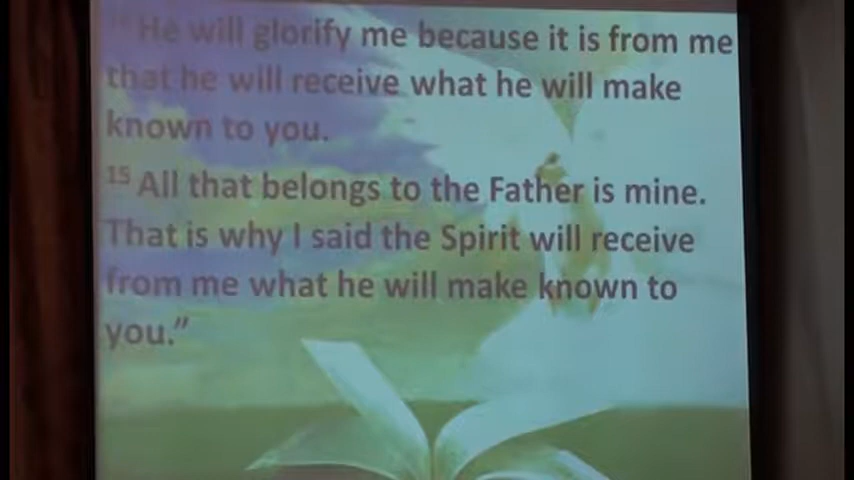 ¹⁴ He will glorify me because it is from me
that he will receive what he will make
known to you.
¹⁵ All that belongs to the Father is mine.
That is why I said the Spirit will receive
from me what he will make known to
you.”